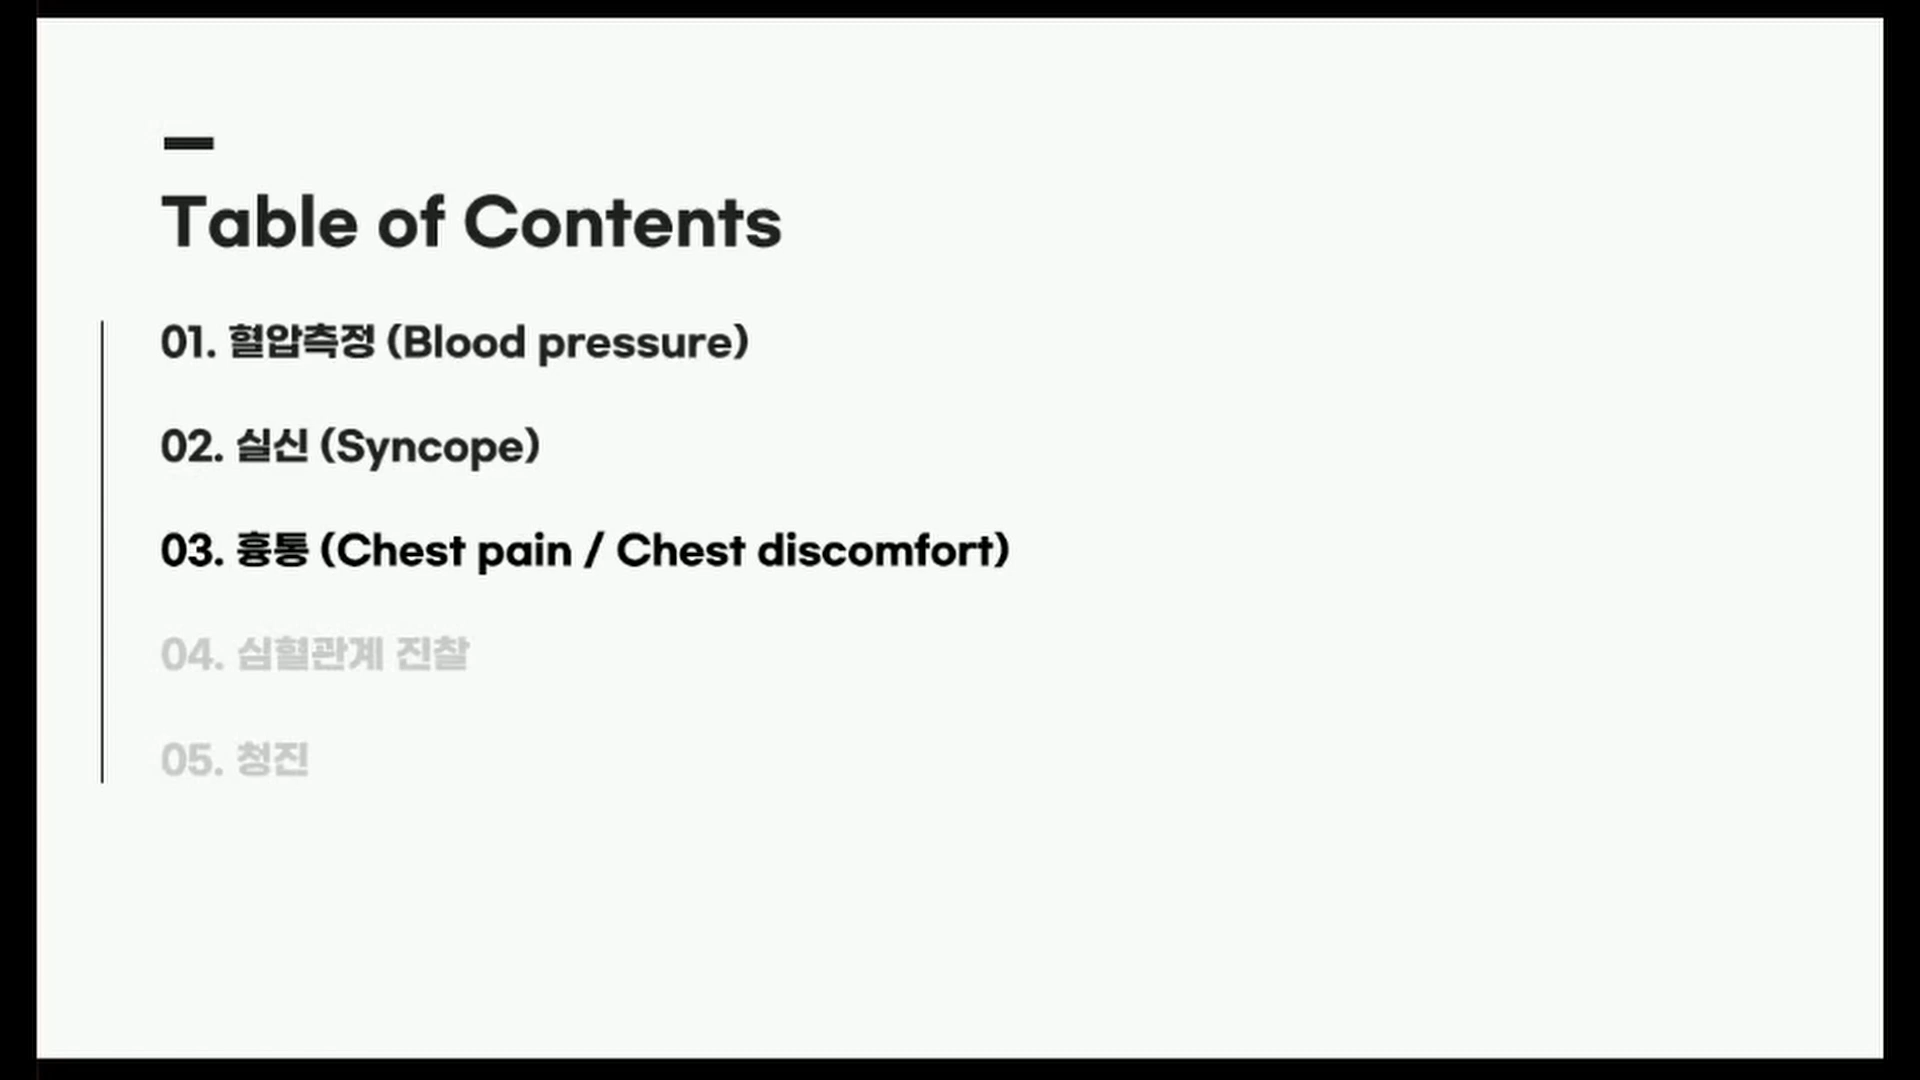 Table of Contents
01. 혈압측정 (Blood pressure)
02. 실신 (Syncope)
03. 흉통 (Chest pain / Chest discomfort)
04. 심혈관계 진찰
05. 청진